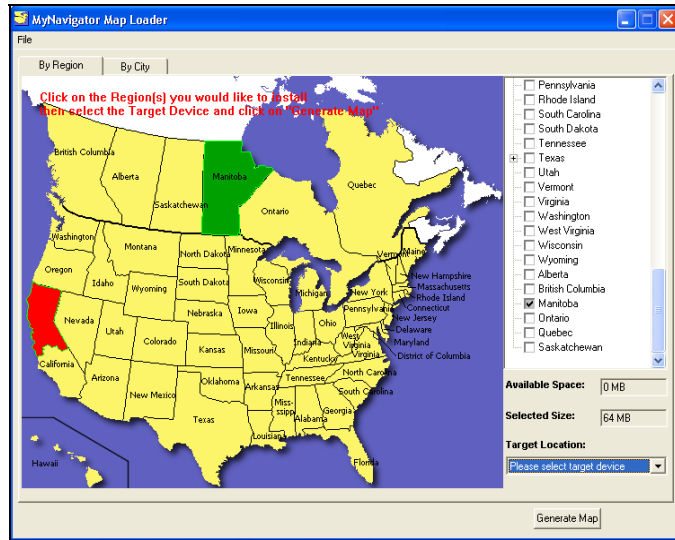 MyNavigator Map Loader
File
By Region
By City
Click on the Region(s) you would like to install
then select the Target Device and click on "Generate Map"
British Columbia
Alberta
Saskatchewan
Manitoba
Ontario
Quebec
Washington
Montana
North Dakota
Minnesota
Vermont
Maine
Oregon
Idaho
Wyoming
South Dakota
Wisconsin
Michigan
New York
New Hampshire
Massachusetts
Rhode Island
Connecticut
New Jersey
Delaware
Maryland
District of Columbia
Nevada
Utah
Colorado
Nebraska
Iowa
Illinois
Indiana
Ohio
Pennsylvania
West
Virginia
Virginia
California
Kansas
Missouri
Kentucky
Arizona
New Mexico
Oklahoma
Arkansas
Tennessee
North Carolina
South Carolina
Texas
Miss-
issippi
Alabama
Georgia
Louisiana
Florida
Hawaii
Pennsylvania
Rhode Island
South Carolina
South Dakota
Tennessee
Texas
Utah
Vermont
Virginia
Washington
West Virginia
Wisconsin
Wyoming
Alberta
British Columbia
Manitoba
Ontario
Quebec
Saskatchewan
Available Space: 0 MB
Selected Size: 64 MB
Target Location:
Please select target device
Generate Map